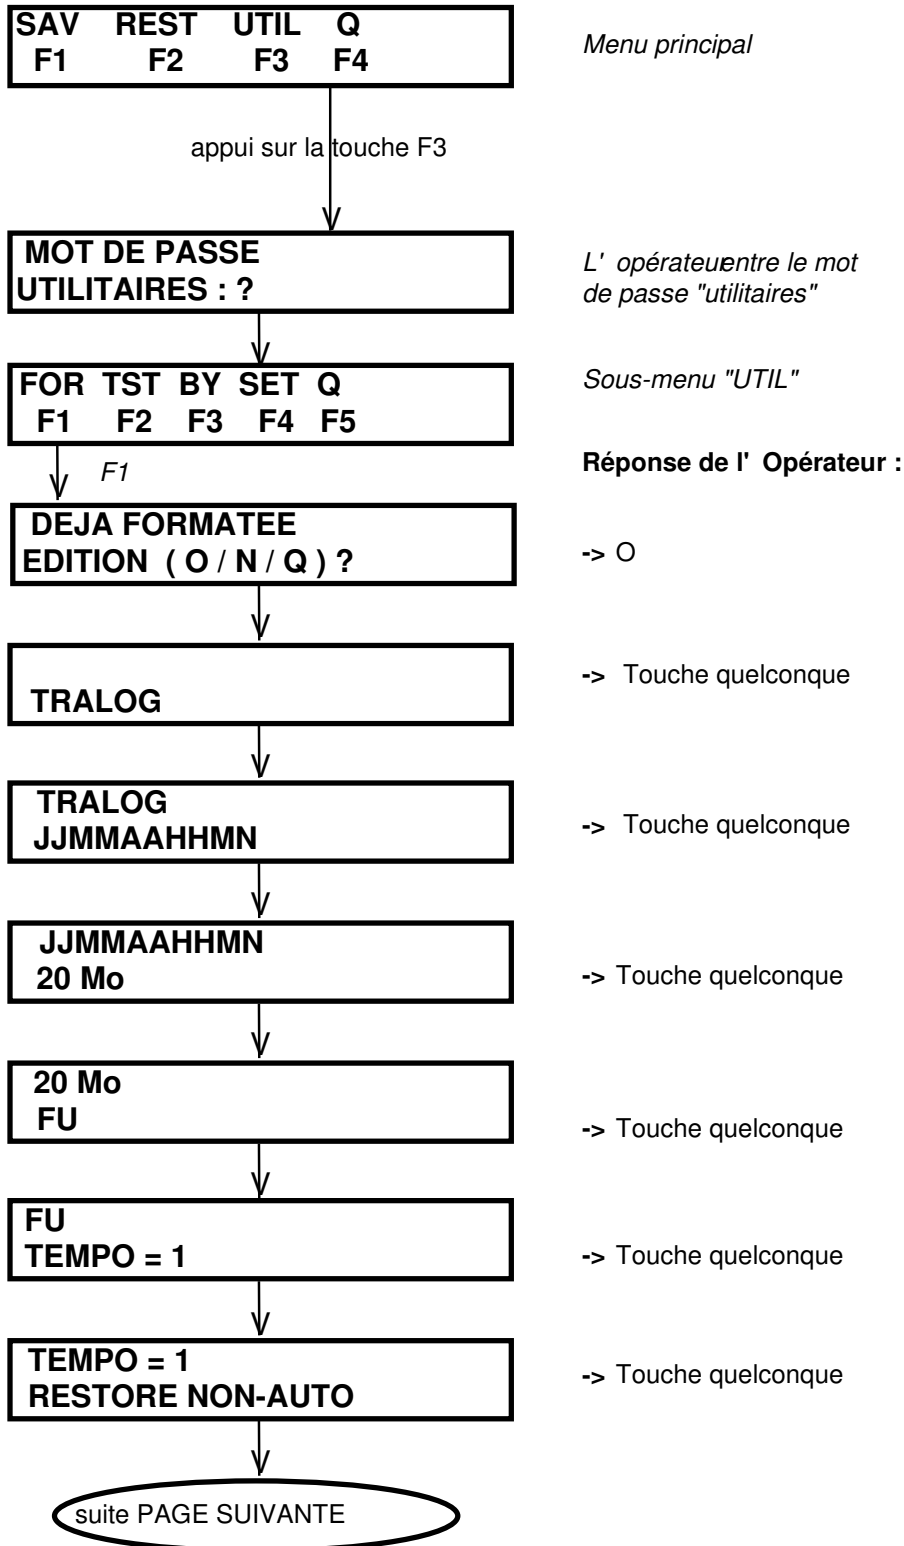 SAV REST UTIL Q
F1 F2 F3 F4
Menu principal
appui sur la touche F3
MOT DE PASSE
UTILITAIRES : ?
L' opérateurentre le mot
de passe "utilitaires"
FOR TST BY SET Q
F1 F2 F3 F4 F5
Sous-menu "UTIL"
F1
Réponse de l' Opérateur :
DEJA FORMATEE
EDITION ( O / N / Q ) ?
-> O
TRALOG
-> Touche quelconque
TRALOG
JJMMAAHHMN
-> Touche quelconque
JJMMAAHHMN
20 Mo
-> Touche quelconque
20 Mo
FU
-> Touche quelconque
FU
TEMPO = 1
-> Touche quelconque
TEMPO = 1
RESTORE NON-AUTO
-> Touche quelconque
suite PAGE SUIVANTE